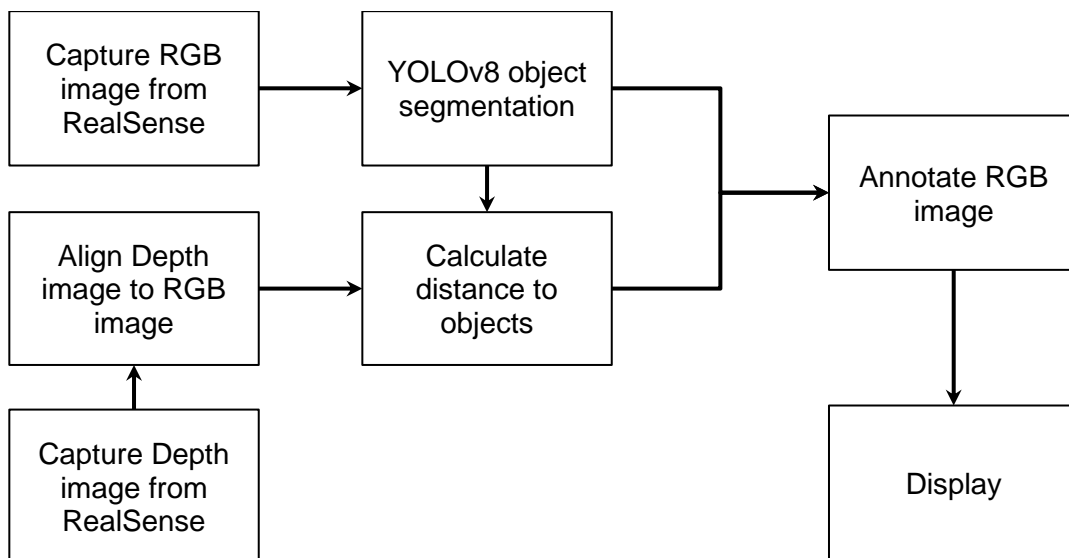 Capture RGB
image from
RealSense
YOLOv8 object
segmentation
Annotate RGB
image
Align Depth
image to RGB
image
Calculate
distance to
objects
Capture Depth
image from
RealSense
Display